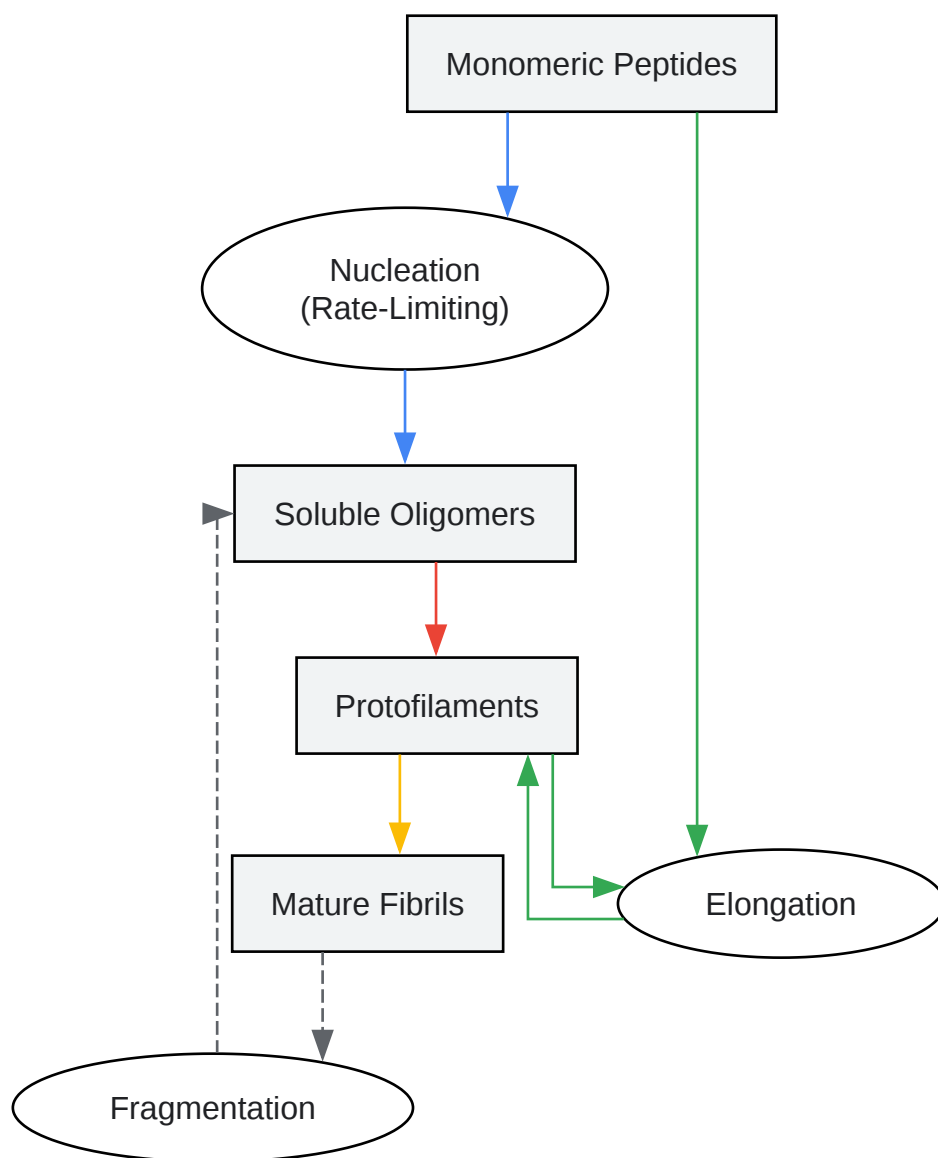 Monomeric Peptides
Nucleation
(Rate-Limiting)
Soluble Oligomers
Protofilaments
Mature Fibrils
Elongation
Fragmentation